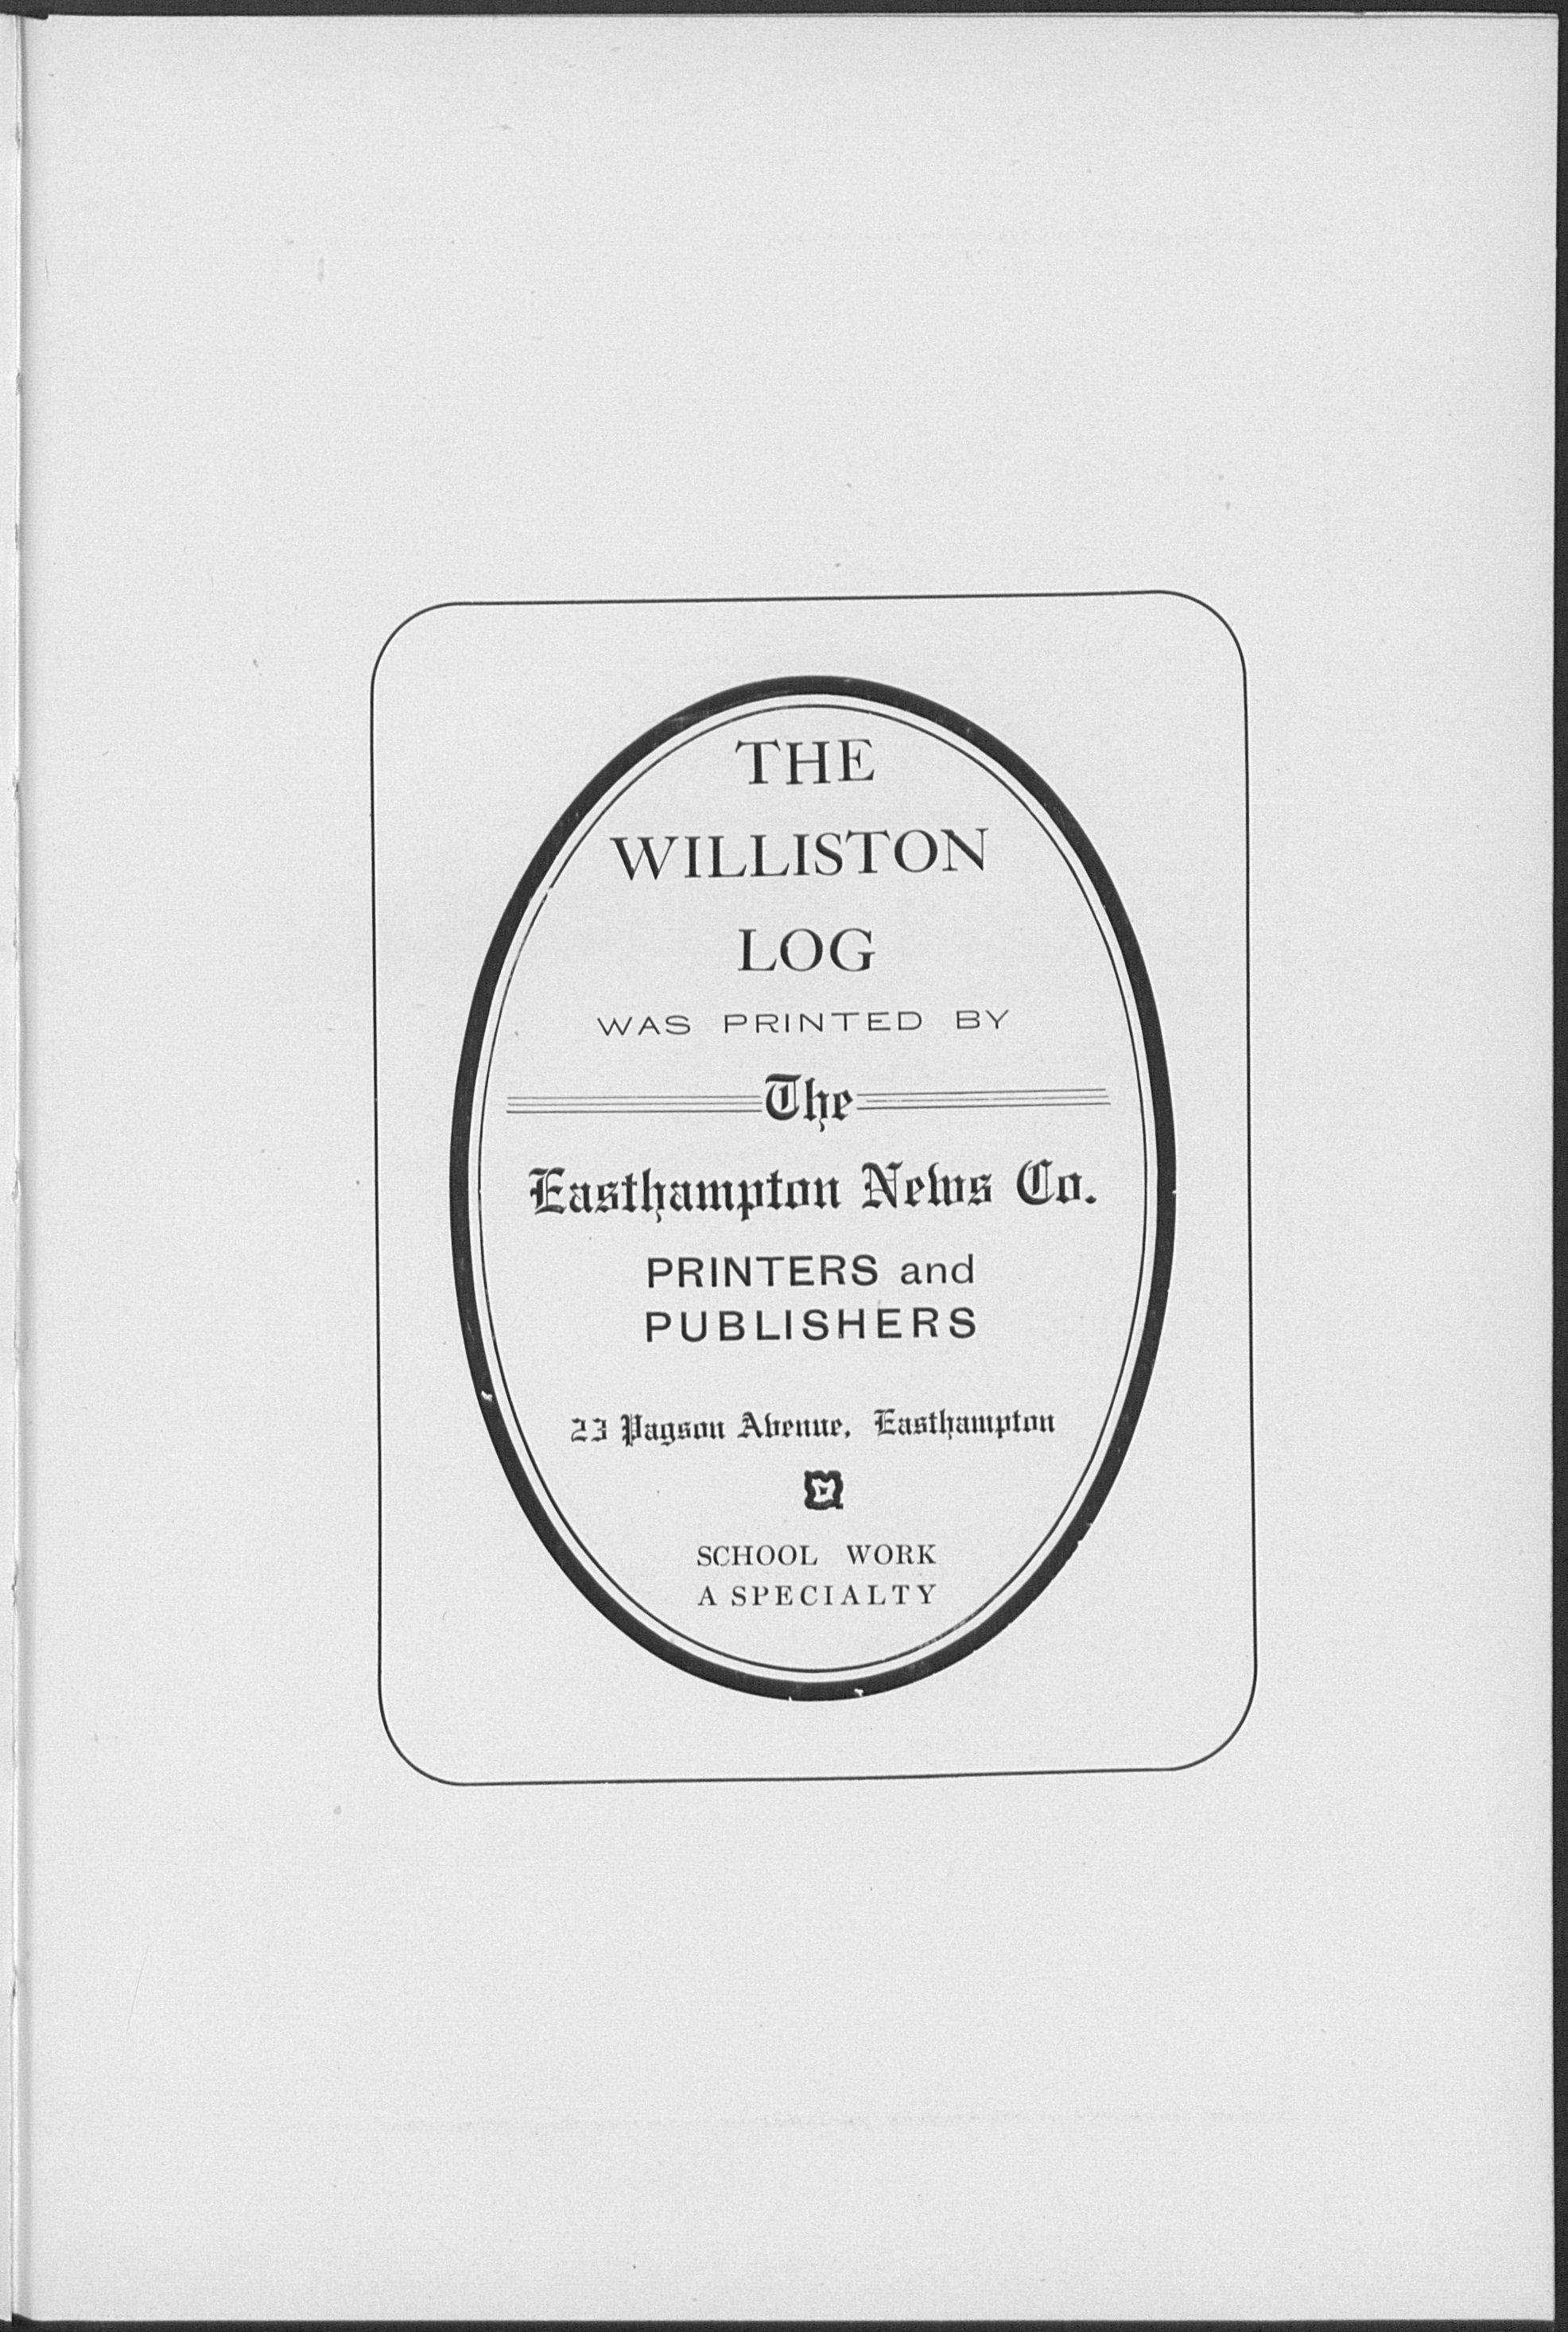 THE
WILLISTON
LOG
WAS PRINTED BY
The
Easthampton News Co.
PRINTERS and
PUBLISHERS
23 Pagson Avenue, Easthampton
SCHOOL WORK
A SPECIALTY